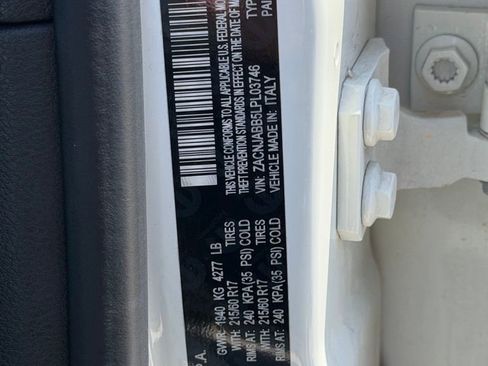 P.A.
GVWR: 1940 KG 4277 LB
WITH: 215/60 R17 TIRES
RIMS AT: 240 KPA(35 PSI) COLD
WITH: 215/60 R17 TIRES
RIMS AT: 240 KPA(35 PSI) COLD
THIS VEHICLE CONFORMS TO ALL APPLICABLE U.S. FEDERAL MO
THEFT PREVENTION STANDARDS IN EFFECT ON THE DATE OF MA
VIN: ZACNJABB5LPL03746
VEHICLE MADE IN: ITALY
TYP
PAI